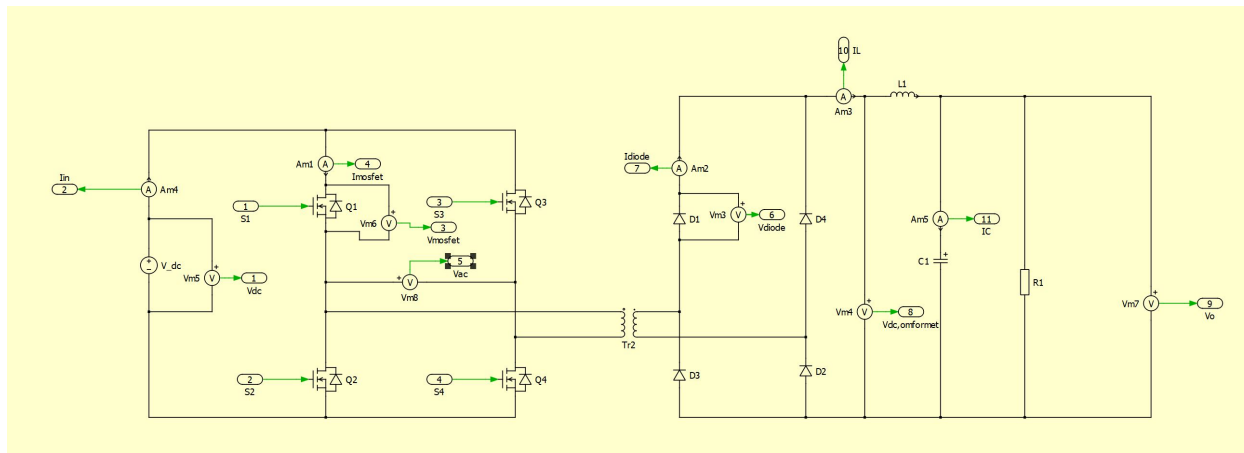 10 IL
L1
A
Am3
Iin
2
A
Am4
Am1
A
4
Imosfet
Idiode
7
A
Am2
1
S1
Q1
3
S3
Q3
Vm6
V
3
Vmosfet
D1
Vm3
V
6
Vdiode
D4
Am5
A
11
IC
V_dc
Vm5
V
1
Vdc
5
Vac
V
Vm8
C1
R1
Vm4
V
8
Vdc,omformet
Vm7
V
9
Vo
Tr2
2
S2
Q2
4
S4
Q4
D3
D2